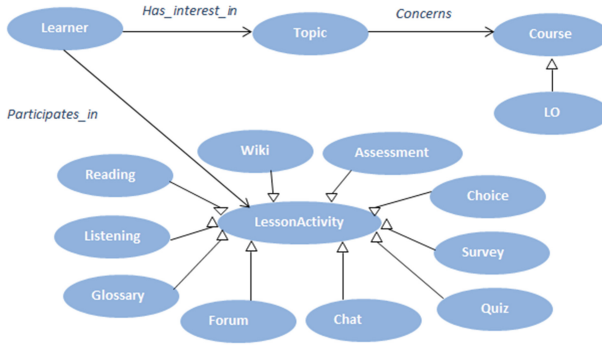 Learner
Has_interest_in
Topic
Concerns
Course
LO
Participates_in
Wiki
Assessment
Reading
Choice
LessonActivity
Listening
Survey
Glossary
Quiz
Forum
Chat